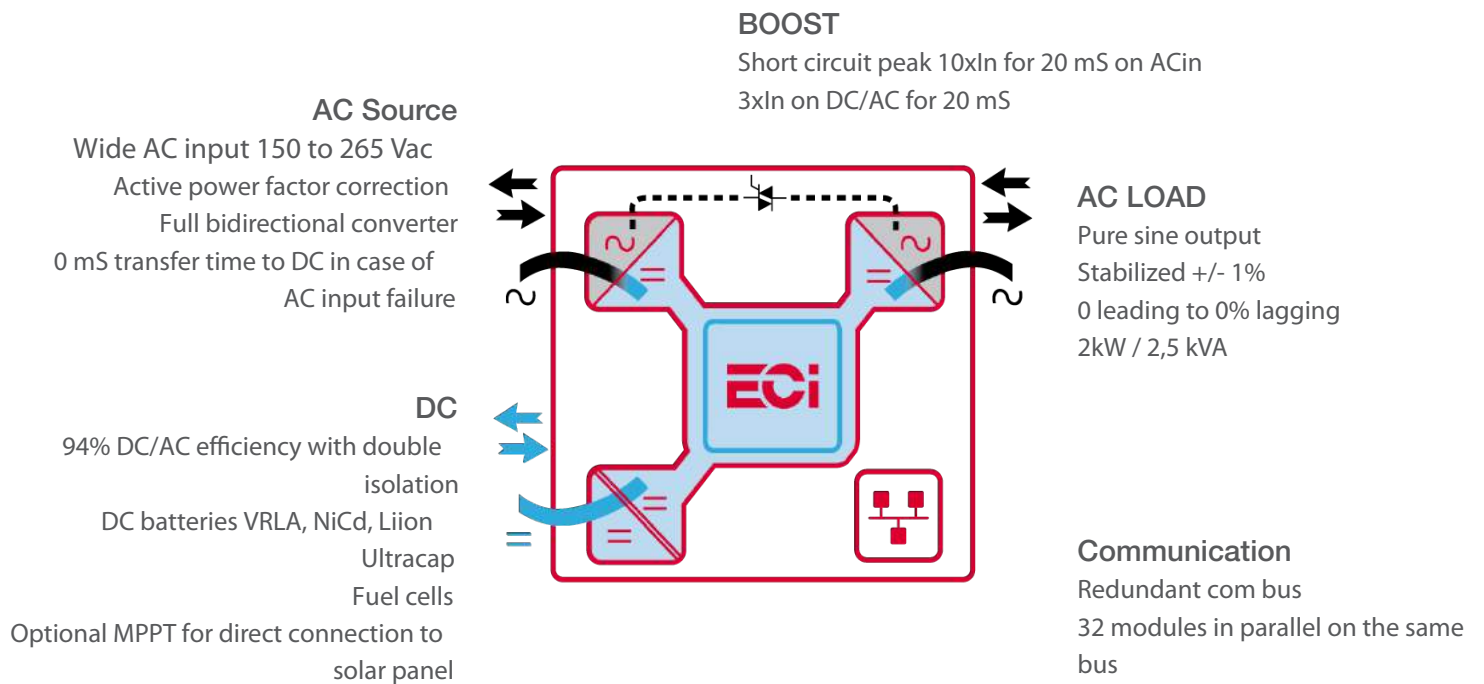 BOOST
Short circuit peak 10xIn for 20 mS on ACin
3xIn on DC/AC for 20 mS
AC Source
Wide AC input 150 to 265 Vac
Active power factor correction
Full bidirectional converter
0 mS transfer time to DC in case of
AC input failure
AC LOAD
Pure sine output
Stabilized +/- 1%
0 leading to 0% lagging
2kW / 2,5 kVA
ECi
DC
94% DC/AC efficiency with double
isolation
DC batteries VRLA, NiCd, Liion
Ultracap
Fuel cells
Optional MPPT for direct connection to
solar panel
Communication
Redundant com bus
32 modules in parallel on the same
bus